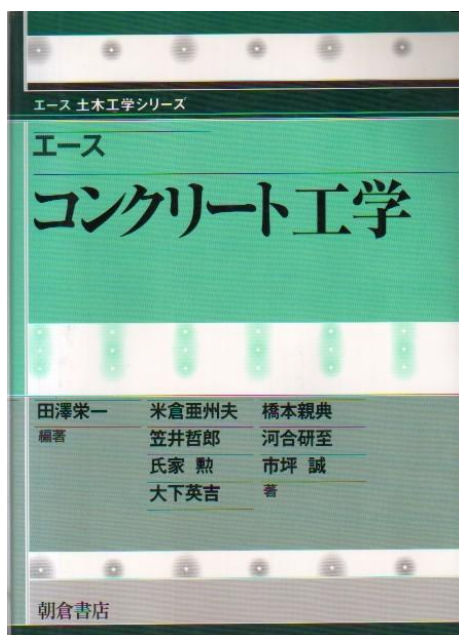 エース 土木工学シリーズ
エース
コンクリート工学
田澤栄一
編著
米倉亜州夫
笠井哲郎
氏家 勲
大下英吉
橋本親典
河合研至
市坪 誠
著
朝倉書店